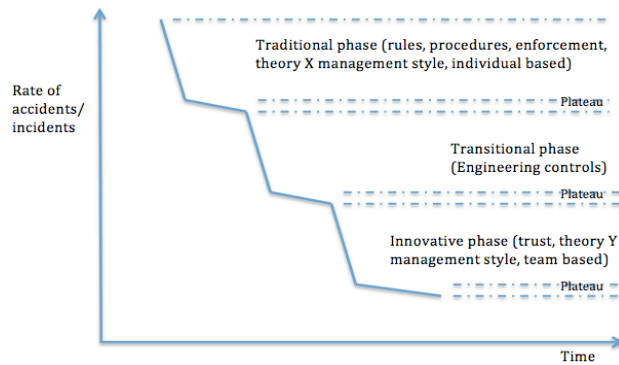 Traditional phase (rules, procedures, enforcement,
theory X management style, individual based)
Rate of
accidents/
incidents
Plateau
Transitional phase
(Engineering controls)
Plateau
Innovative phase (trust, theory Y
management style, team based)
Plateau
Time